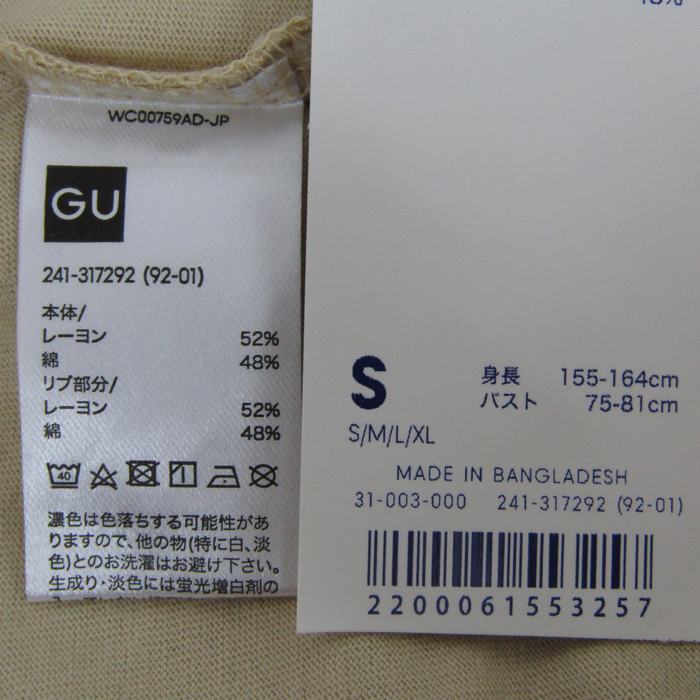 WC00759AD-JP
GU
241-317292 (92-01)
本体/
レーヨン 52%
綿 48%
リブ部分/
レーヨン 52%
綿 48%
40
濃色は色落ちする可能性があ
りますので、他の物(特に白、淡
色)とのお洗濯はお避け下さい。
生成り・淡色には蛍光増白剤の
S
身長 155-164cm
バスト 75-81cm
S/M/L/XL
MADE IN BANGLADESH
31-003-000 241-317292 (92-01)
2200061553257